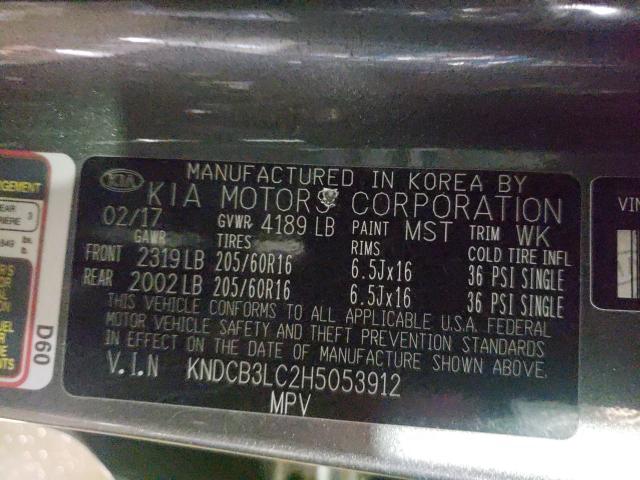 MANUFACTURED IN KOREA BY
KIA KIA MOTORS CORPORATION
02/17 GVWR 4189 LB PAINT MST TRIM WK
GAWR TIRES RIMS COLD TIRE INFL
FRONT 2319 LB 205/60R16 6.5Jx16 36 PSI SINGLE
REAR 2002 LB 205/60R16 6.5Jx16 36 PSI SINGLE
THIS VEHICLE CONFORMS TO ALL APPLICABLE U.S.A. FEDERAL
MOTOR VEHICLE SAFETY AND THEFT PREVENTION STANDARDS
IN EFFECT ON THE DATE OF MANUFACTURE SHOWN ABOVE.
V.I.N KNDCB3LC2H5053912
MPV
D60
VIN